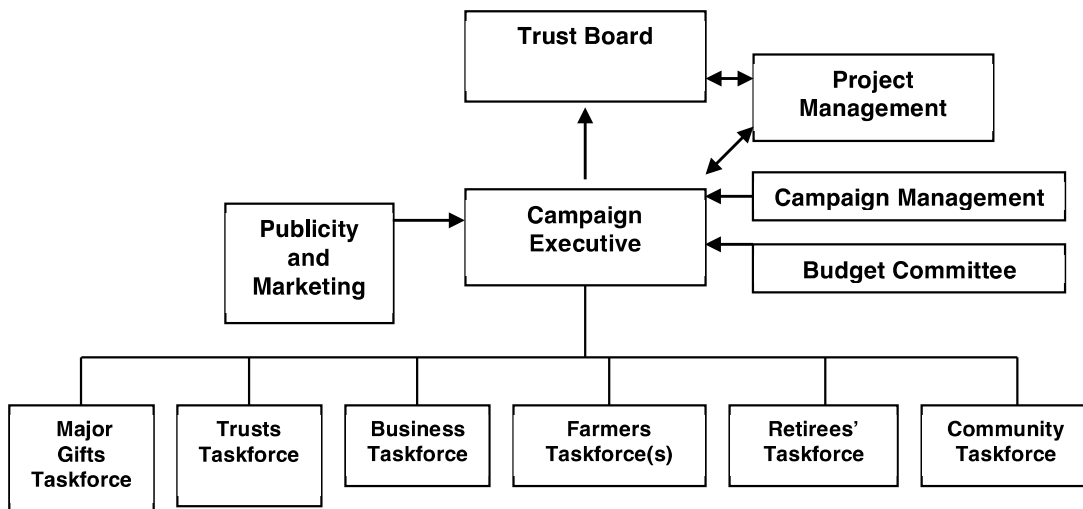 Trust Board
Project
Management
Campaign Management
Campaign
Executive
Publicity
and
Marketing
Budget Committee
Major
Gifts
Taskforce
Trusts
Taskforce
Business
Taskforce
Farmers
Taskforce(s)
Retirees’
Taskforce
Community
Taskforce